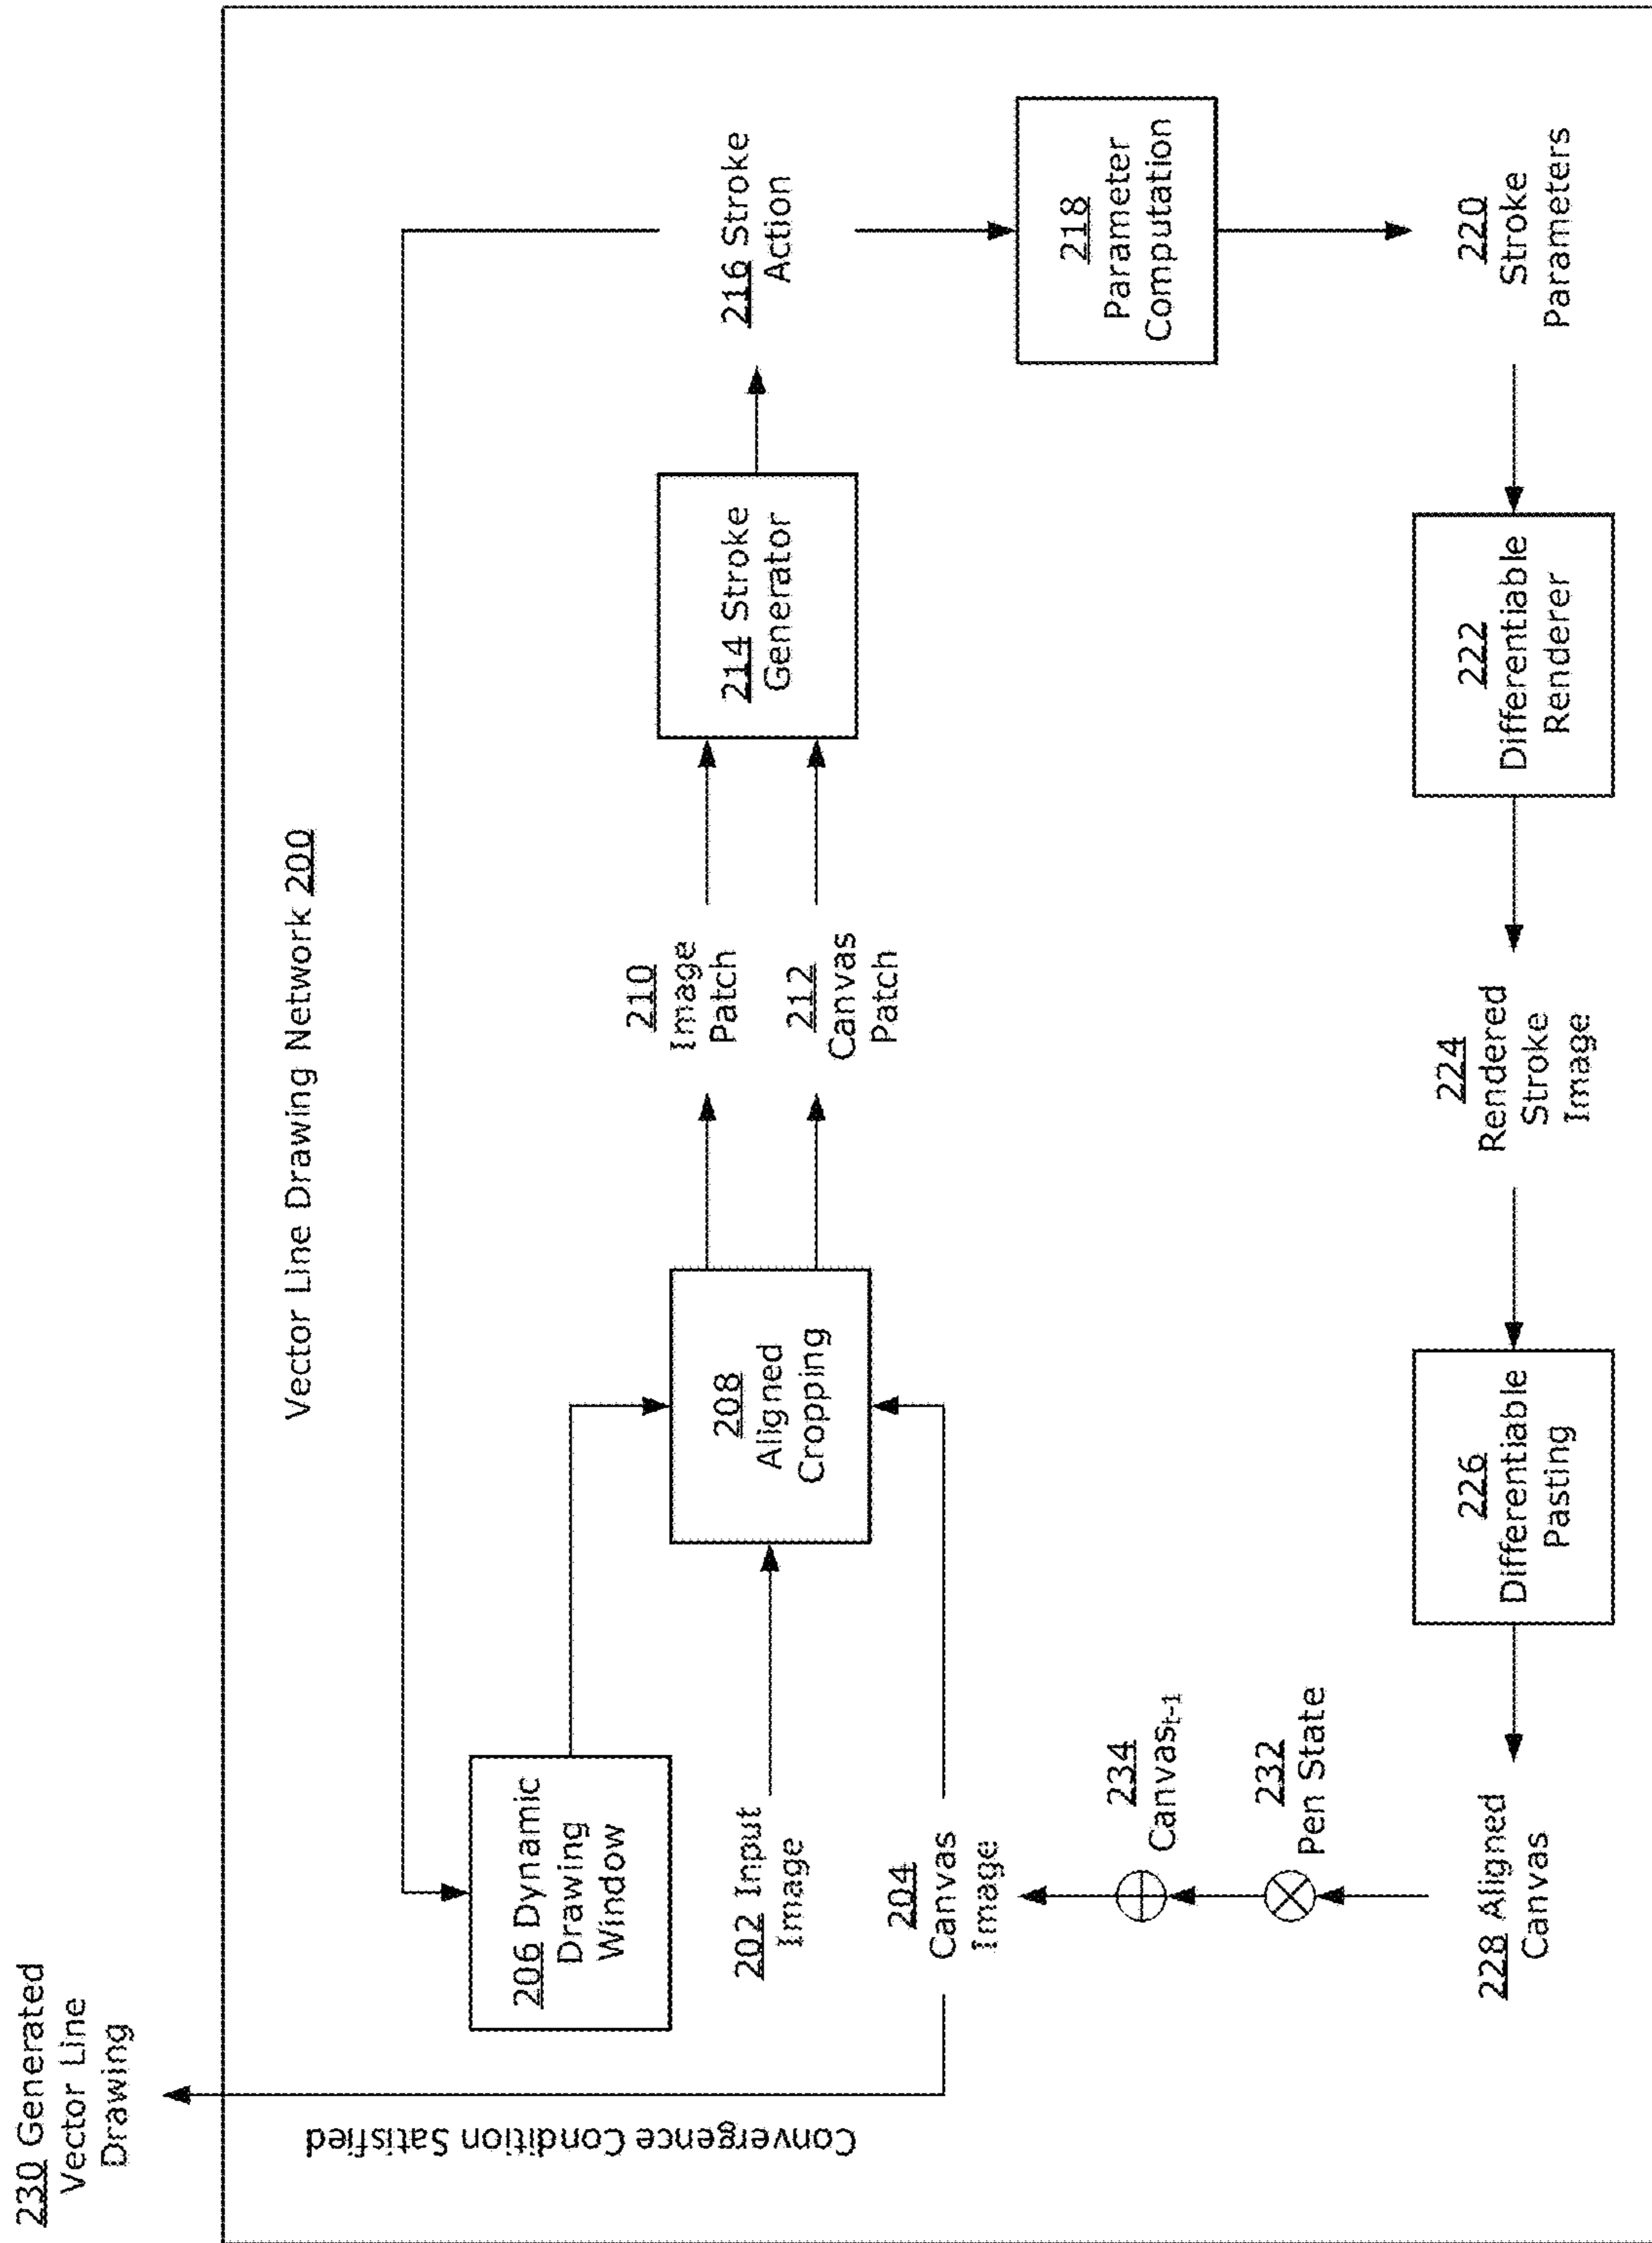 230 Generated
Vector Line
Drawing
Vector Line Drawing Network 200
Convergence Condition Satisfied
206 Dynamic
Drawing
Window
202 Input
Image
204
Canvas
Image
208
Aligned
Cropping
210
Image
Patch
212
Canvas
Patch
214 Stroke
Generator
216 Stroke
Action
218
Parameter
Computation
220
Stroke
Parameters
222
Differentiable
Renderer
224
Rendered
Stroke
Image
226
Differentiable
Pasting
228 Aligned
Canvas
232
Pen State
234
Canvast-1